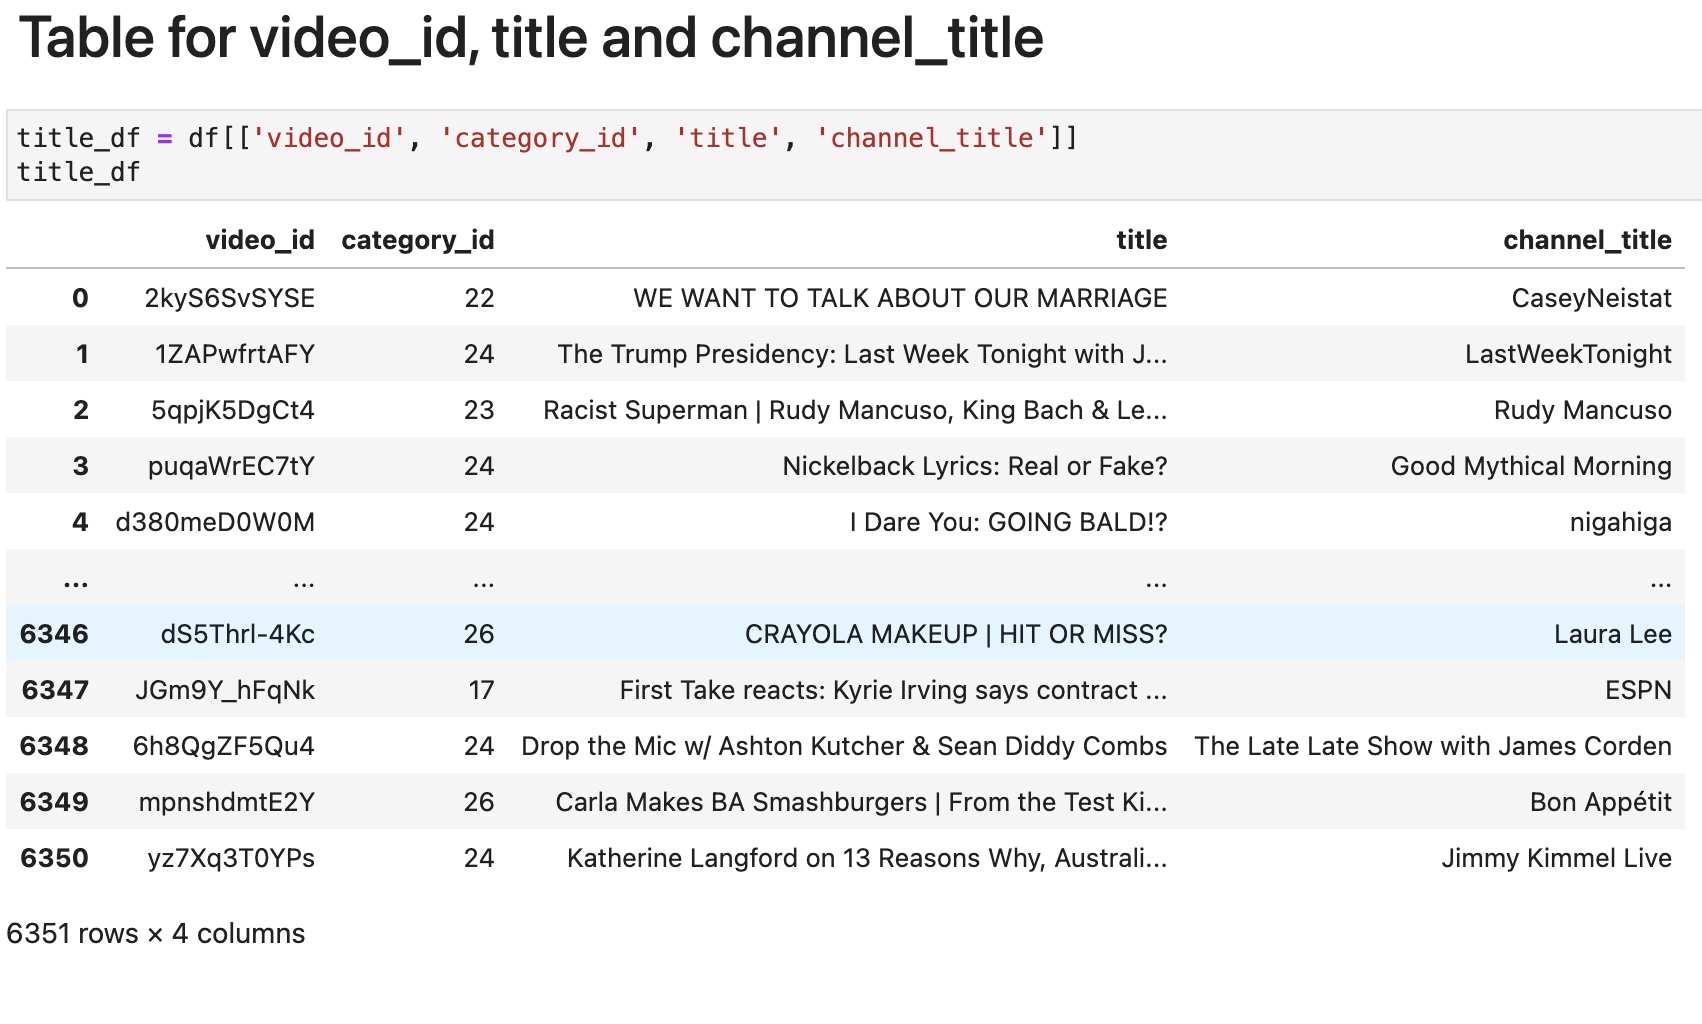 Table for video_id, title and channel_title
title_df = df[['video_id', 'category_id', 'title', 'channel_title']]
title_df
video_id category_id title channel_title
0 2kyS6SvSYSE 22 WE WANT TO TALK ABOUT OUR MARRIAGE CaseyNeistat
1 1ZAPwfrtAFY 24 The Trump Presidency: Last Week Tonight with J... LastWeekTonight
2 5qpjK5DgCt4 23 Racist Superman | Rudy Mancuso, King Bach & Le... Rudy Mancuso
3 puqaWrEC7tY 24 Nickelback Lyrics: Real or Fake? Good Mythical Morning
4 d380meD0W0M 24 I Dare You: GOING BALD!? nigahiga
... ... ... ... ...
6346 dS5Thrl-4Kc 26 CRAYOLA MAKEUP | HIT OR MISS? Laura Lee
6347 JGm9Y_hFqNk 17 First Take reacts: Kyrie Irving says contract ... ESPN
6348 6h8QgZF5Qu4 24 Drop the Mic w/ Ashton Kutcher & Sean Diddy Combs The Late Late Show with James Corden
6349 mpnshdmtE2Y 26 Carla Makes BA Smashburgers | From the Test Ki... Bon Appétit
6350 yz7Xq3T0YPs 24 Katherine Langford on 13 Reasons Why, Australi... Jimmy Kimmel Live
6351 rows × 4 columns